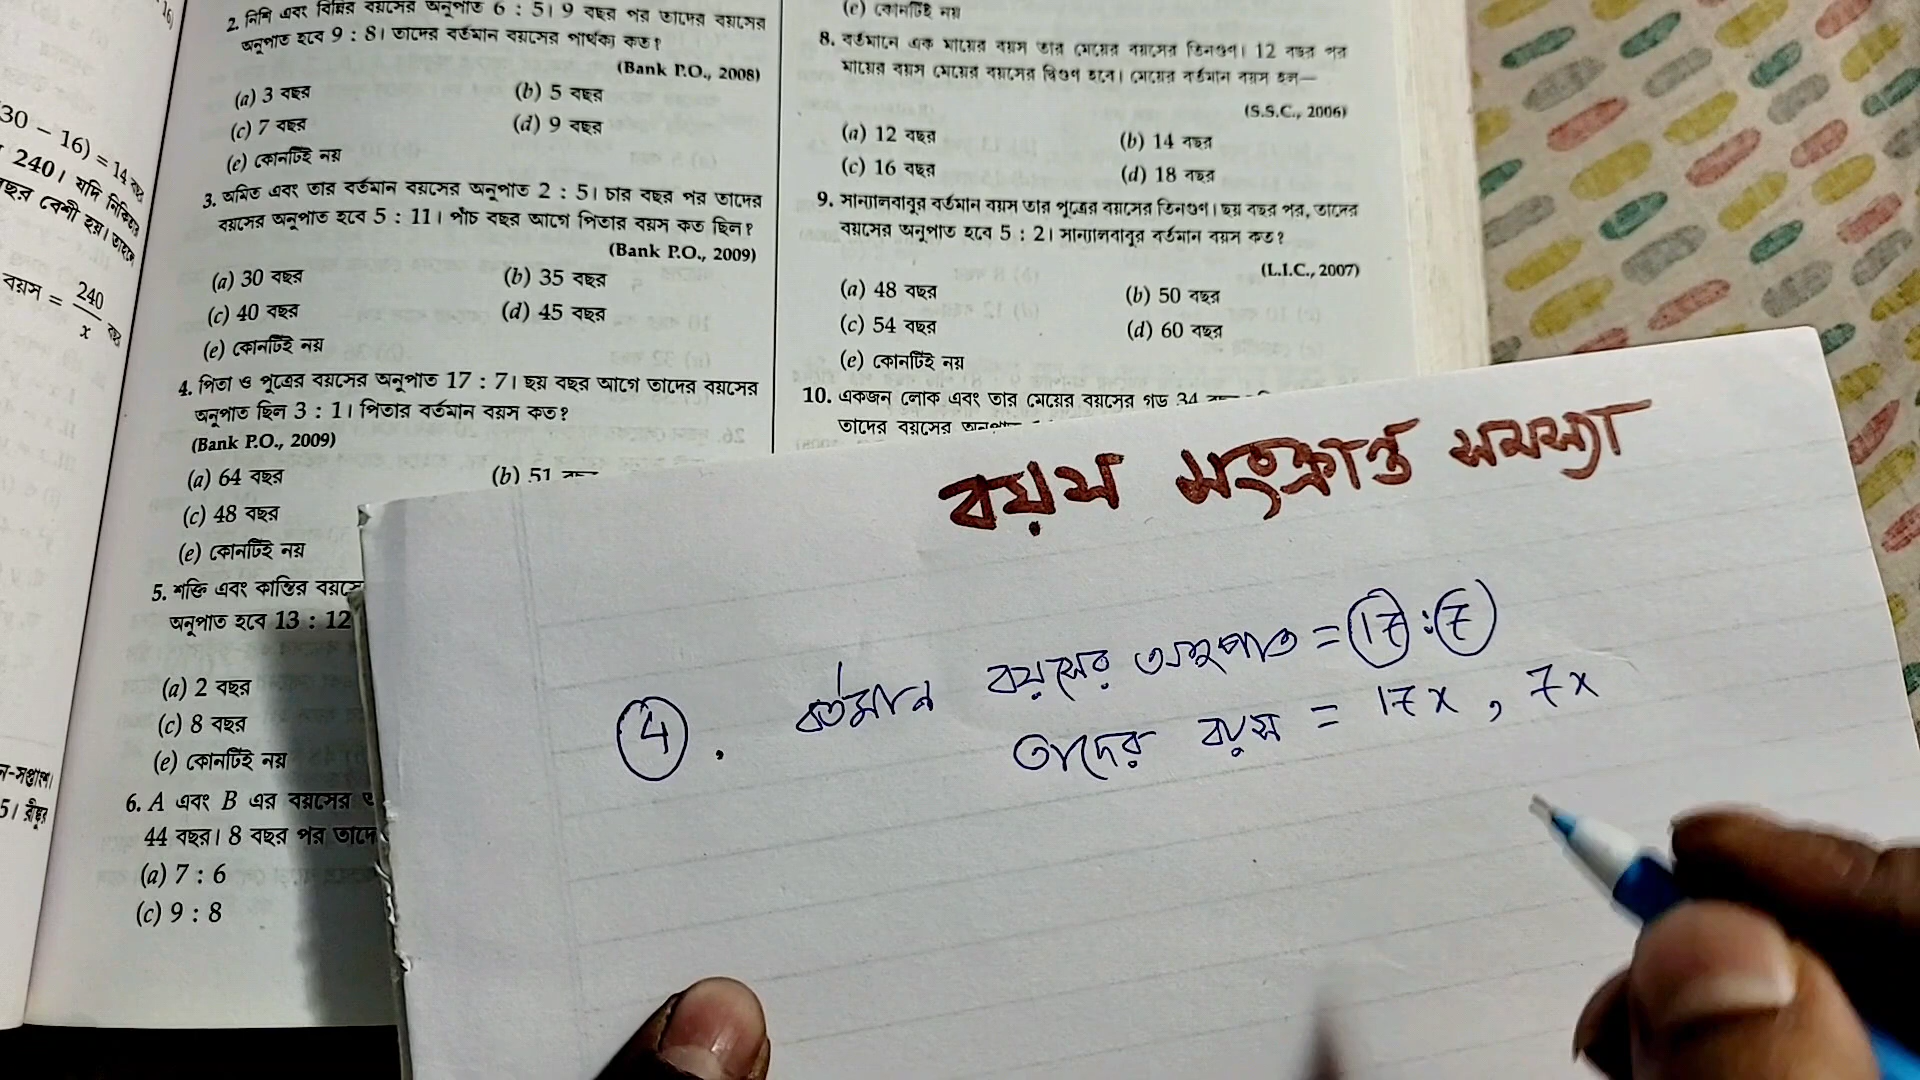 16)
30 − 16) = 14 বছর
240। যদি নিকিতার
বছর বেশী হয়। তাহলে
বয়স = 240/x বছর
5।
2. নিশি এবং বিন্নির বয়সের অনুপাত 6 : 5। 9 বছর পর তাদের বয়সের
অনুপাত হবে 9 : 8। তাদের বর্তমান বয়সের পার্থক্য কত?
(Bank P.O., 2008)
(a) 3 বছর (b) 5 বছর
(c) 7 বছর (d) 9 বছর
(e) কোনটিই নয়
3. অমিত এবং তার বর্তমান বয়সের অনুপাত 2 : 5। চার বছর পর তাদের
বয়সের অনুপাত হবে 5 : 11। পাঁচ বছর আগে পিতার বয়স কত ছিল?
(Bank P.O., 2009)
(a) 30 বছর (b) 35 বছর
(c) 40 বছর (d) 45 বছর
(e) কোনটিই নয়
4. পিতা ও পুত্রের বয়সের অনুপাত 17 : 7। ছয় বছর আগে তাদের বয়সের
অনুপাত ছিল 3 : 1। পিতার বর্তমান বয়স কত?
(Bank P.O., 2009)
(a) 64 বছর (b) 51
(c) 48 বছর
(e) কোনটিই নয়
5. শক্তি এবং কান্তির বয়সে
অনুপাত হবে 13 : 12
(a) 2 বছর
(c) 8 বছর
(e) কোনটিই নয়
6. A এবং B এর বয়সের
44 বছর। 8 বছর পর তাদে
(a) 7 : 6
(c) 9 : 8
(e) কোনটিই নয়
8. বর্তমানে এক মায়ের বয়স তার মেয়ের বয়সের তিনগুণ। 12 বছর পর
মায়ের বয়স মেয়ের বয়সের দ্বিগুণ হবে। মেয়ের বর্তমান বয়স হল—
(S.S.C., 2006)
(a) 12 বছর (b) 14 বছর
(c) 16 বছর (d) 18 বছর
9. সান্যালবাবুর বর্তমান বয়স তার পুত্রের বয়সের তিনগুণ। ছয় বছর পর, তাদের
বয়সের অনুপাত হবে 5 : 2। সান্যালবাবুর বর্তমান বয়স কত?
(L.I.C., 2007)
(a) 48 বছর (b) 50 বছর
(c) 54 বছর (d) 60 বছর
(e) কোনটিই নয়
10. একজন লোক এবং তার মেয়ের বয়সের গড় 34
তাদের বয়সের
বয়স সংক্রান্ত সমস্যা
4. বর্তমান বয়সের অনুপাত = 17 : 7
তাদের বয়স = 17x , 7x